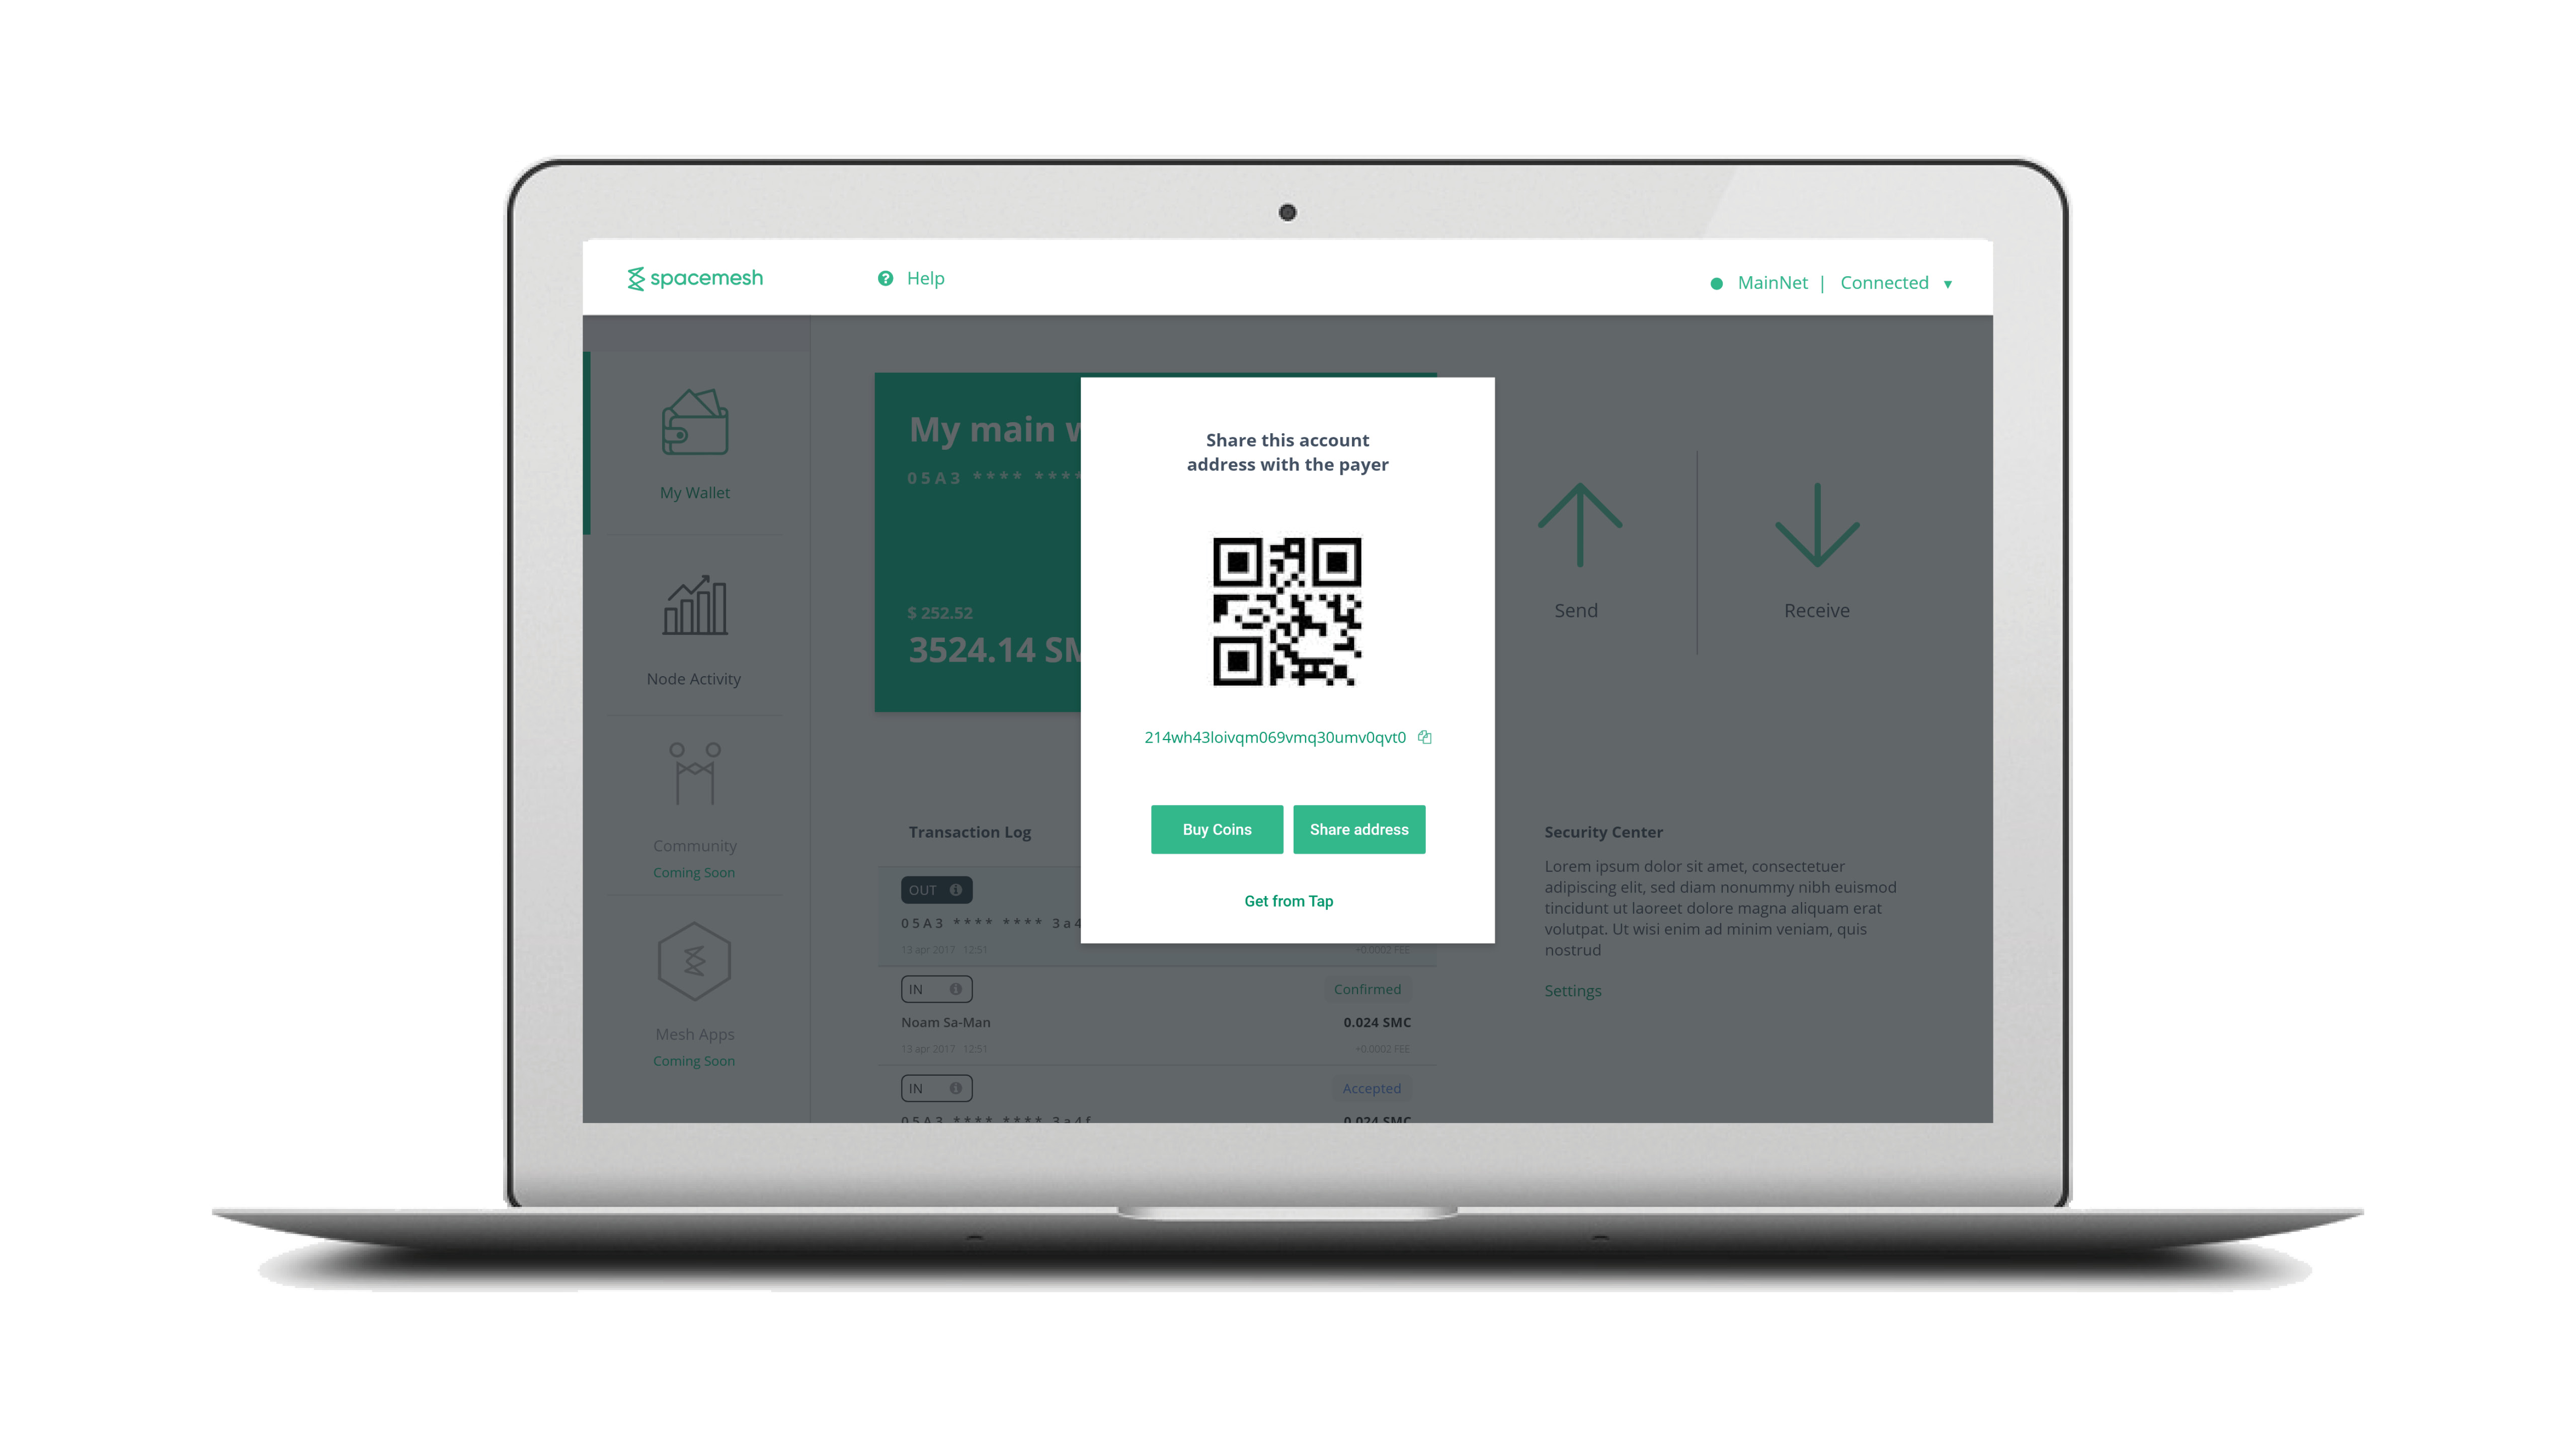 spacemesh
Help
MainNet | Connected
My Wallet
Node Activity
Community
Coming Soon
Mesh Apps
Coming Soon
My main
05A3 **** ****
$ 252.52
3524.14
Share this account
address with the payer
214wh43loivqm069vmq30umv0qvt0
Buy Coins
Share address
Get from Tap
Send
Receive
Transaction Log
OUT
05A3 **** **** 3a4
13 apr 2017 12:51
+0.0002 FEE
IN
Confirmed
Noam Sa-Man
0.024 SMC
13 apr 2017 12:51
+0.0002 FEE
IN
Accepted
05A3 **** **** 3a4f
0.024 SMC
Security Center
Lorem ipsum dolor sit amet, consectetuer
adipiscing elit, sed diam nonummy nibh euismod
tincidunt ut laoreet dolore magna aliquam erat
volutpat. Ut wisi enim ad minim veniam, quis
nostrud
Settings